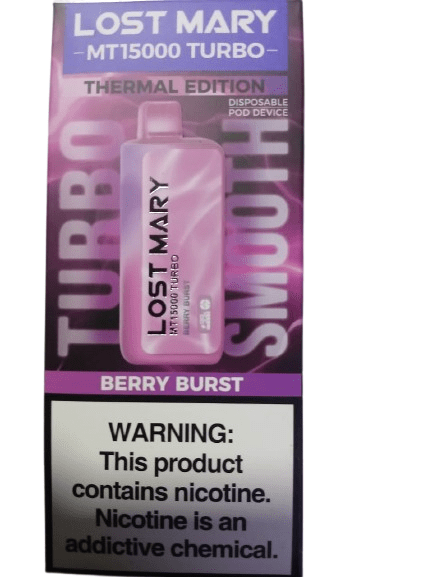 LOST MARY
MT15000 TURBO
THERMAL EDITION
DISPOSABLE
POD DEVICE
TURBO
SMOOTH
LOST MARY
MT15000 TURBO
BERRY BURST
BERRY BURST
WARNING:
This product
contains nicotine.
Nicotine is an
addictive chemical.